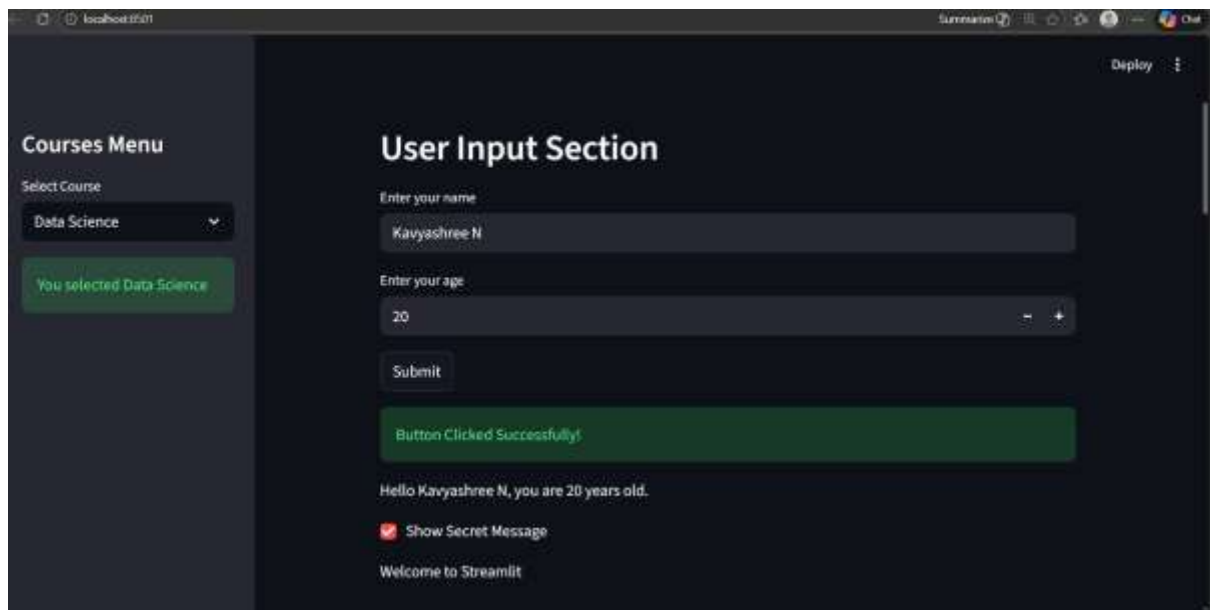 localhost:8501
Summarize
Chat
Deploy
Courses Menu
Select Course
Data Science
You selected Data Science
User Input Section
Enter your name
Kavyashree N
Enter your age
20
Submit
Button Clicked Successfully!
Hello Kavyashree N, you are 20 years old.
Show Secret Message
Welcome to Streamlit